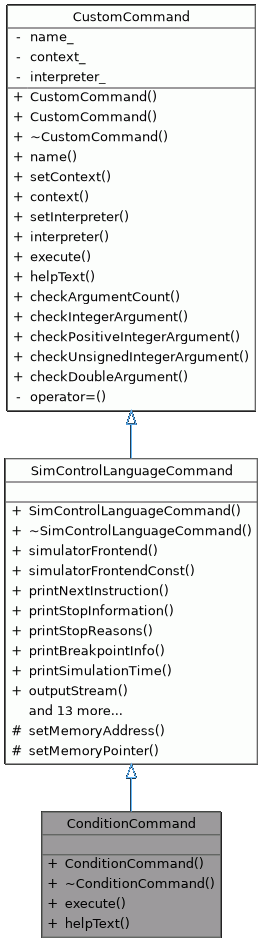 CustomCommand
- name_
- context_
- interpreter_
+ CustomCommand()
+ CustomCommand()
+ ~CustomCommand()
+ name()
+ setContext()
+ context()
+ setInterpreter()
+ interpreter()
+ execute()
+ helpText()
+ checkArgumentCount()
+ checkIntegerArgument()
+ checkPositiveIntegerArgument()
+ checkUnsignedIntegerArgument()
+ checkDoubleArgument()
- operator=()
SimControlLanguageCommand
+ SimControlLanguageCommand()
+ ~SimControlLanguageCommand()
+ simulatorFrontend()
+ simulatorFrontendConst()
+ printNextInstruction()
+ printStopInformation()
+ printStopReasons()
+ printBreakpointInfo()
+ printSimulationTime()
+ outputStream()
and 13 more...
# setMemoryAddress()
# setMemoryPointer()
ConditionCommand
+ ConditionCommand()
+ ~ConditionCommand()
+ execute()
+ helpText()